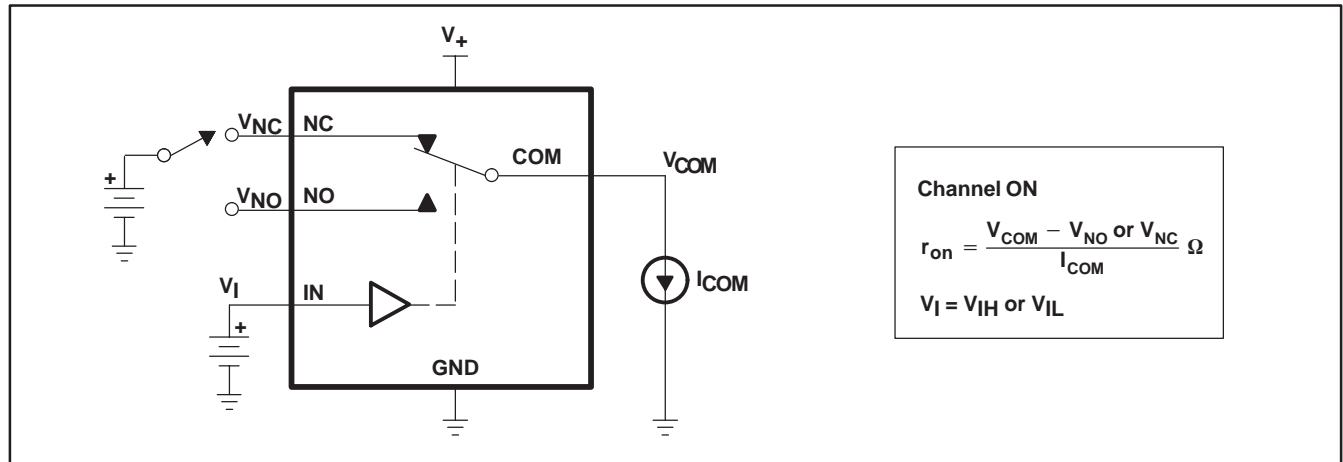 V+
VNC NC
COM
VCOM
VNO NO
+
VI IN
+
ICOM
GND
Channel ON
ron = VCOM − VNO or VNC / ICOM Ω
VI = VIH or VIL